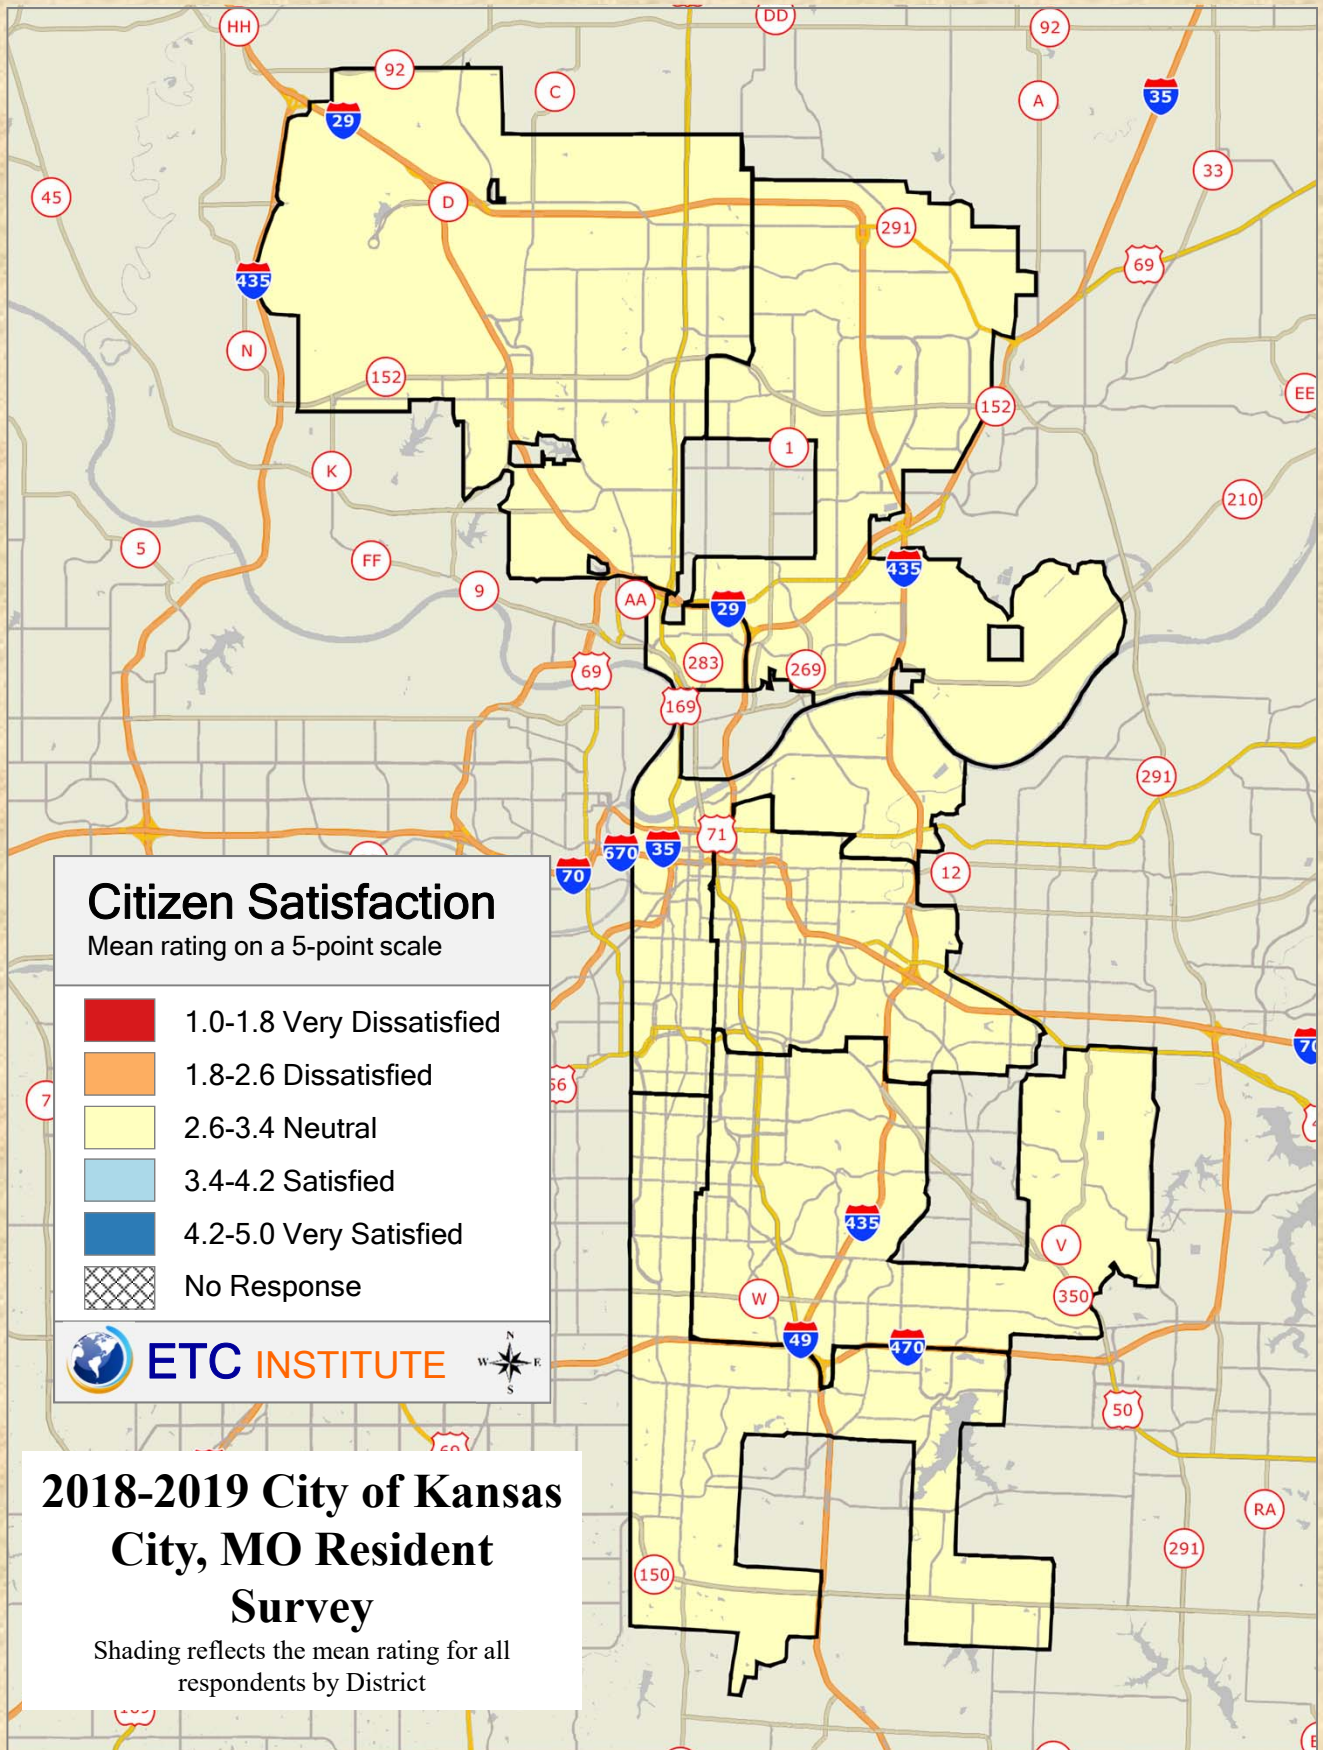 HH
DD
92
92
C
A
35
29
33
45
D
291
69
435
N
152
EE
152
1
K
210
5
435
FF
9
AA
29
283
269
69
169
291
71
670
35
70
12
Citizen Satisfaction
Mean rating on a 5-point scale
1.0-1.8 Very Dissatisfied
1.8-2.6 Dissatisfied
2.6-3.4 Neutral
3.4-4.2 Satisfied
4.2-5.0 Very Satisfied
No Response
ETC INSTITUTE
N
W E
S
70
7
435
V
W
350
49
470
50
RA
291
150
2018-2019 City of Kansas
City, MO Resident
Survey
Shading reflects the mean rating for all
respondents by District